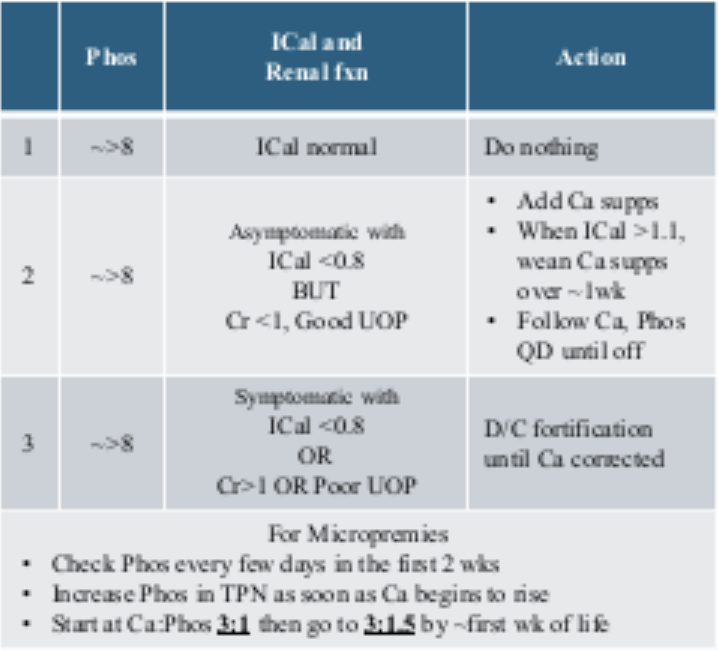 Phos
ICal and
Renal fxn
Action
1
~>8
ICal normal
Do nothing
2
~>8
Asymptomatic with
ICal <0.8
BUT
Cr <1, Good UOP
• Add Ca supps
• When ICal >1.1,
wean Ca supps
over ~1wk
• Follow Ca, Phos
QD until off
3
~>8
Symptomatic with
ICal <0.8
OR
Cr>1 OR Poor UOP
D/C fortification
until Ca corrected
For Micropremies
• Check Phos every few days in the first 2 wks
• Increase Phos in TPN as soon as Ca begins to rise
• Start at Ca:Phos 3:1 then go to 3:1.5 by ~first wk of life